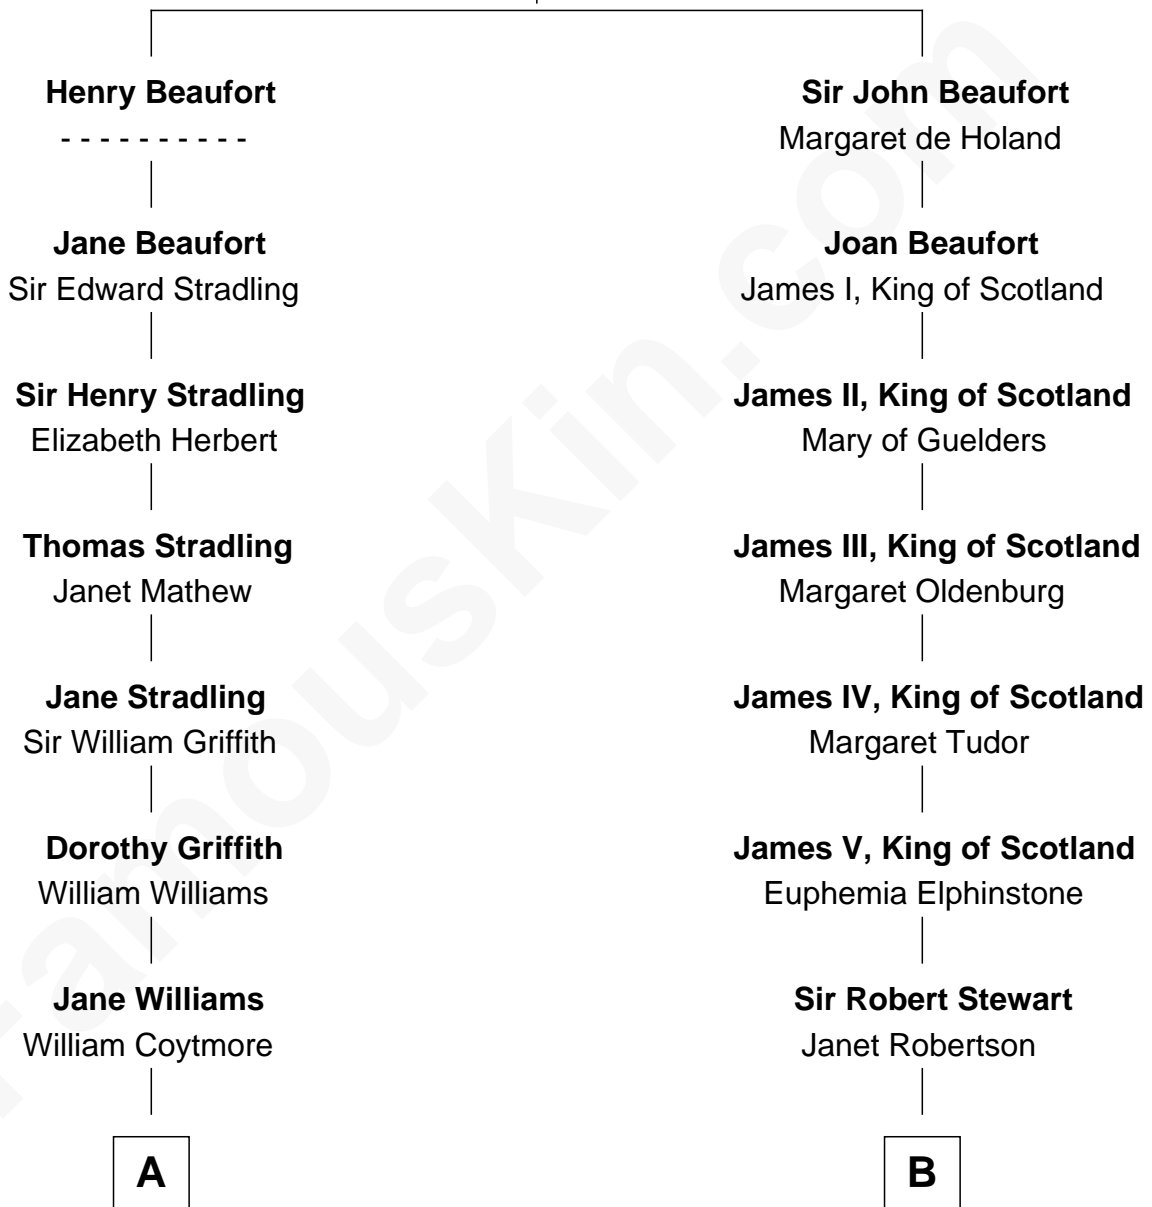 Henry Beaufort
- - - - - - - - - -
Jane Beaufort
Sir Edward Stradling
Sir Henry Stradling
Elizabeth Herbert
Thomas Stradling
Janet Mathew
Jane Stradling
Sir William Griffith
Dorothy Griffith
William Williams
Jane Williams
William Coytmore
A
Sir John Beaufort
Margaret de Holand
Joan Beaufort
James I, King of Scotland
James II, King of Scotland
Mary of Guelders
James III, King of Scotland
Margaret Oldenburg
James IV, King of Scotland
Margaret Tudor
James V, King of Scotland
Euphemia Elphinstone
Sir Robert Stewart
Janet Robertson
B
FamousKin.com